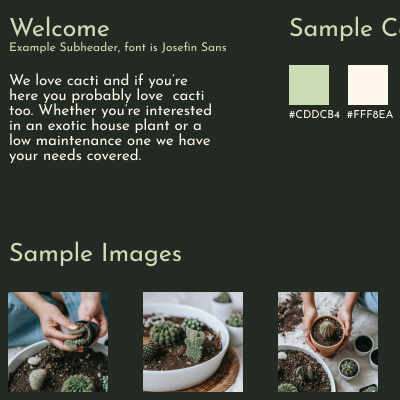 Welcome
Example Subheader, font is Josefin Sans
We love cacti and if you're
here you probably love cacti
too. Whether you're interested
in an exotic house plant or a
low maintenance one we have
your needs covered.
Sample C
#CDDCB4 #FFF8EA
Sample Images